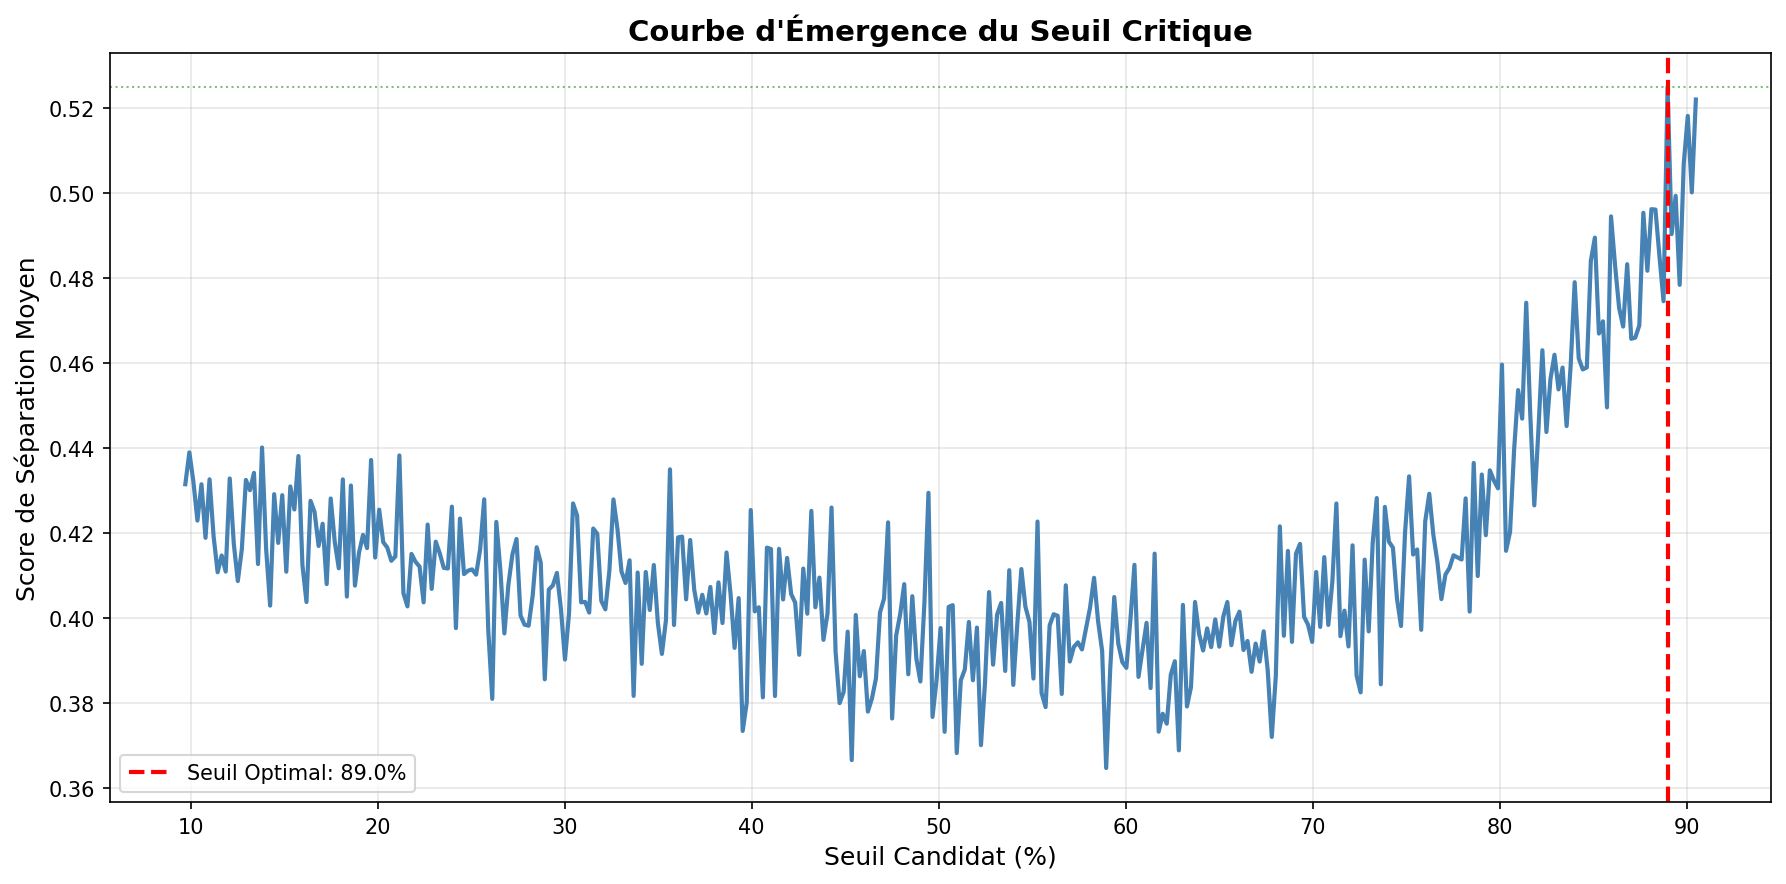 Courbe d'Émergence du Seuil Critique
Score de Séparation Moyen
0.52
0.50
0.48
0.46
0.44
0.42
0.40
0.38
0.36
Seuil Optimal: 89.0%
10 20 30 40 50 60 70 80 90
Seuil Candidat (%)